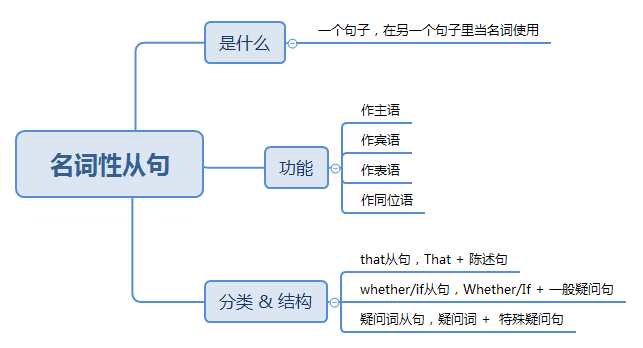 名词性从句
是什么
一个句子，在另一个句子里当名词使用
功能
作主语
作宾语
作表语
作同位语
分类 & 结构
that从句，That + 陈述句
whether/if从句，Whether/If + 一般疑问句
疑问词从句，疑问词 + 特殊疑问句